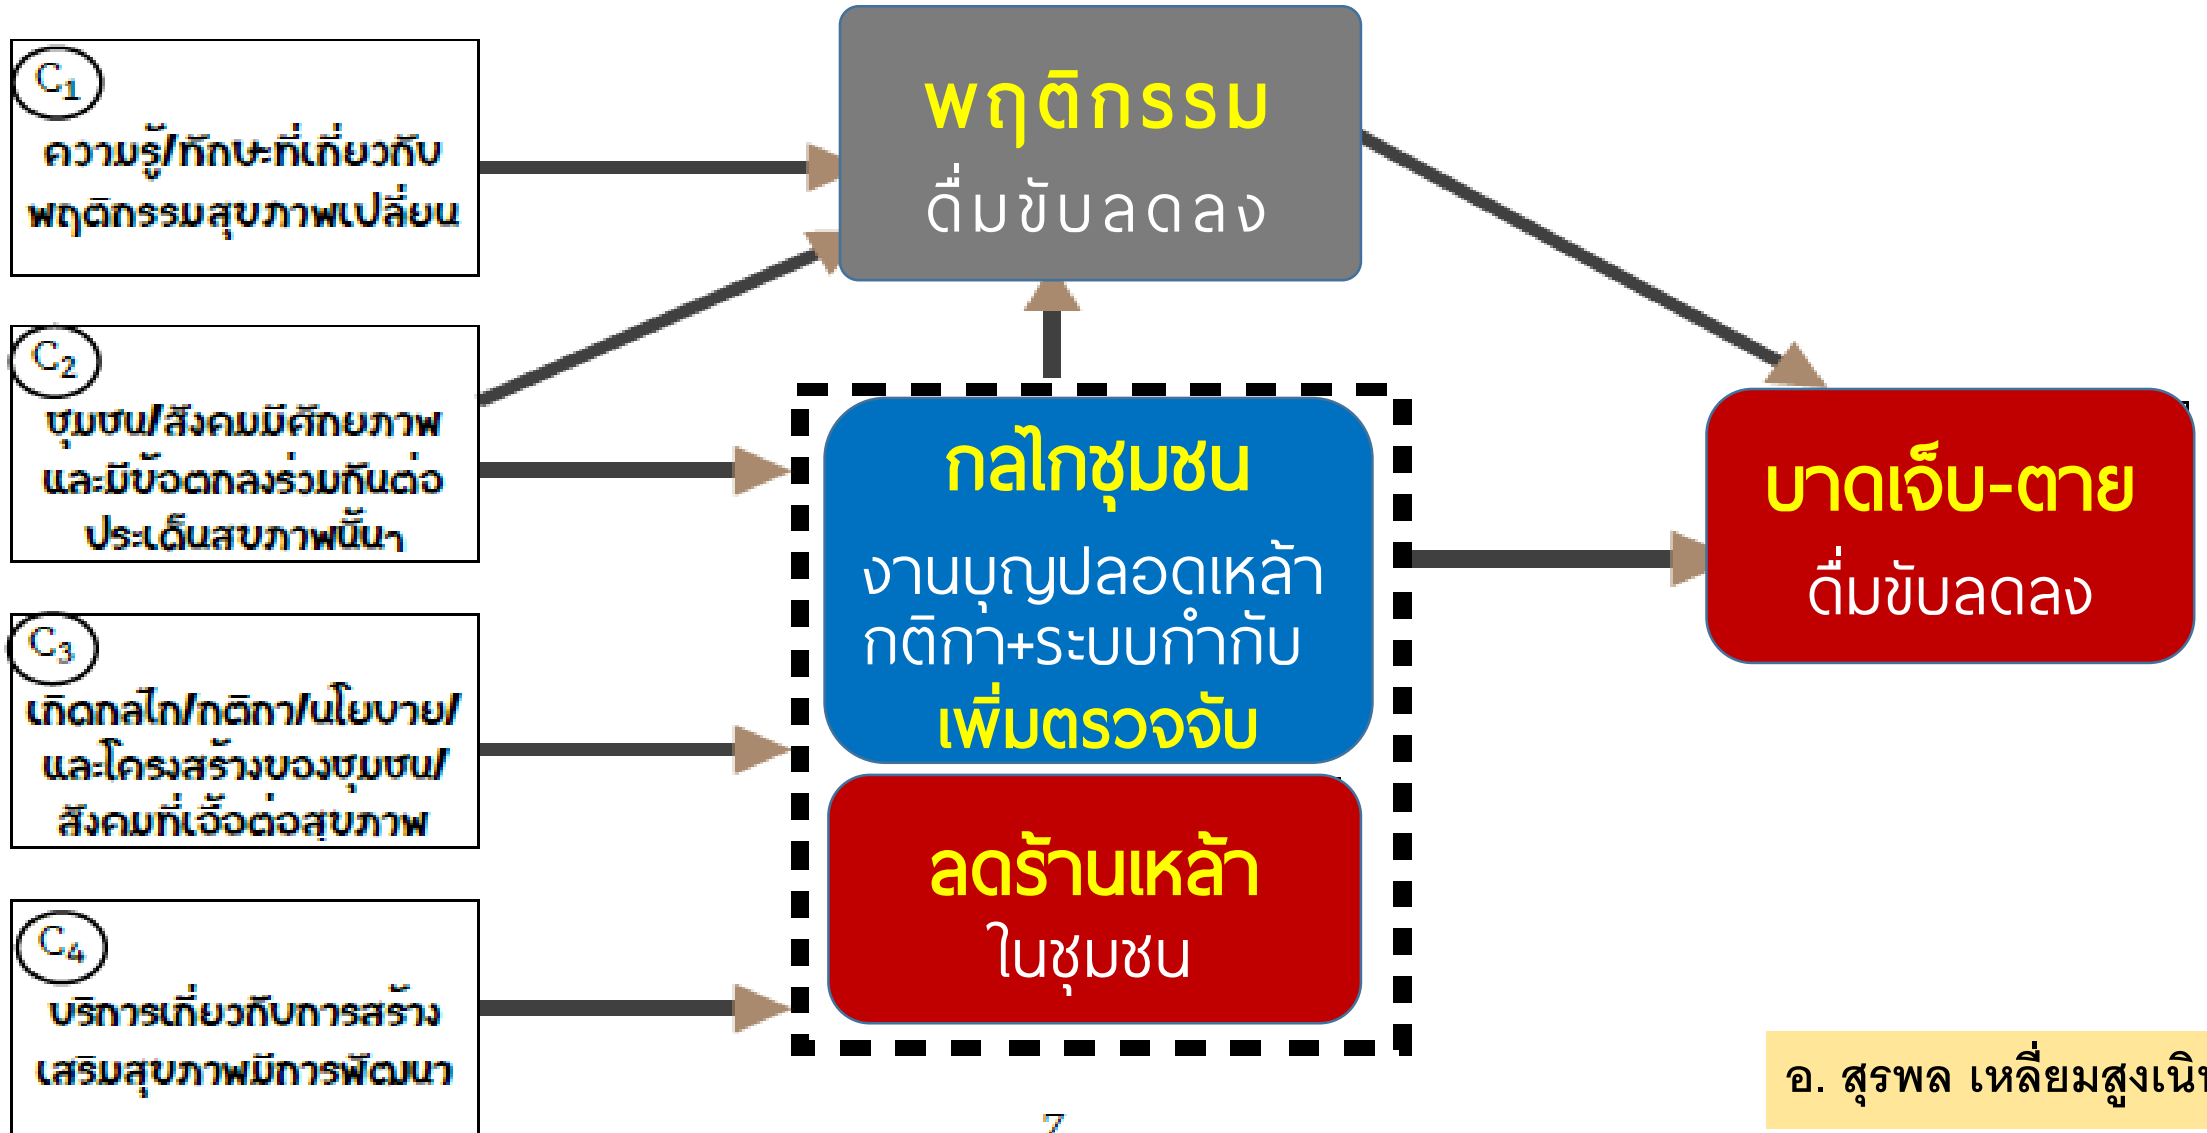 C1
ความรู้/ทักษะที่เกี่ยวกับ
พฤติกรรมสุขภาพเปลี่ยน
C2
ชุมชน/สังคมมีศักยภาพ
และมีข้อตกลงร่วมกันต่อ
ประเด็นสุขภาพนั้นๆ
C3
เกิดกลไก/กติกา/นโยบาย/
และโครงสร้างของชุมชน/
สังคมที่เอื้อต่อสุขภาพ
C4
บริการเกี่ยวกับการสร้าง
เสริมสุขภาพมีการพัฒนา
พฤติกรรม
ดื่มขับลดลง
กลไกชุมชน
งานบุญปลอดเหล้า
กติกา+ระบบกำกับ
เพิ่มตรวจจับ
ลดร้านเหล้า
ในชุมชน
บาดเจ็บ-ตาย
ดื่มขับลดลง
7
อ. สุรพล เหลี่ยมสูงเนิ